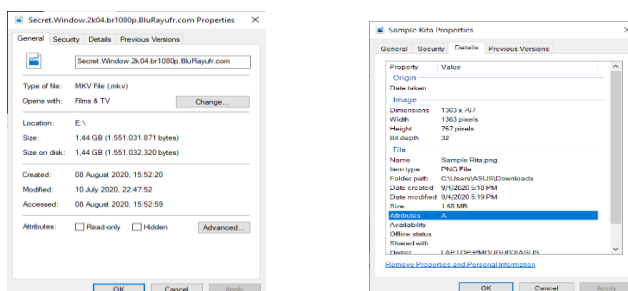 Secret.Window.2k04.br1080p.BluRayufr.com Properties
General Security Details Previous Versions
Secret.Window.2k04.br1080p.BluRayufr.com
Type of file: MKV File (.mkv)
Opens with: Films & TV Change...
Location: E:\
Size: 1,44 GB (1.551.031.871 bytes)
Size on disk: 1,44 GB (1.551.032.320 bytes)
Created: 08 August 2020, 15:52:20
Modified: 10 July 2020, 22:47:52
Accessed: 08 August 2020, 15:52:59
Attributes: Read-only Hidden Advanced...
OK Cancel Apply
Sample Rita Properties
General Security Details Previous Versions
Property Value
Origin
Date taken
Image
Dimensions 1363 x 767
Width 1363 pixels
Height 767 pixels
Bit depth 32
File
Name Sample Rita.png
Item type PNG File
Folder path C:\Users\ASUS\Downloads
Date created 9/4/2020 5:18 PM
Date modified 9/4/2020 5:19 PM
Size 1.68 MB
Attributes A
Availability
Offline status
Shared with
Owner
Remove Properties and Personal Information
OK Cancel Apply